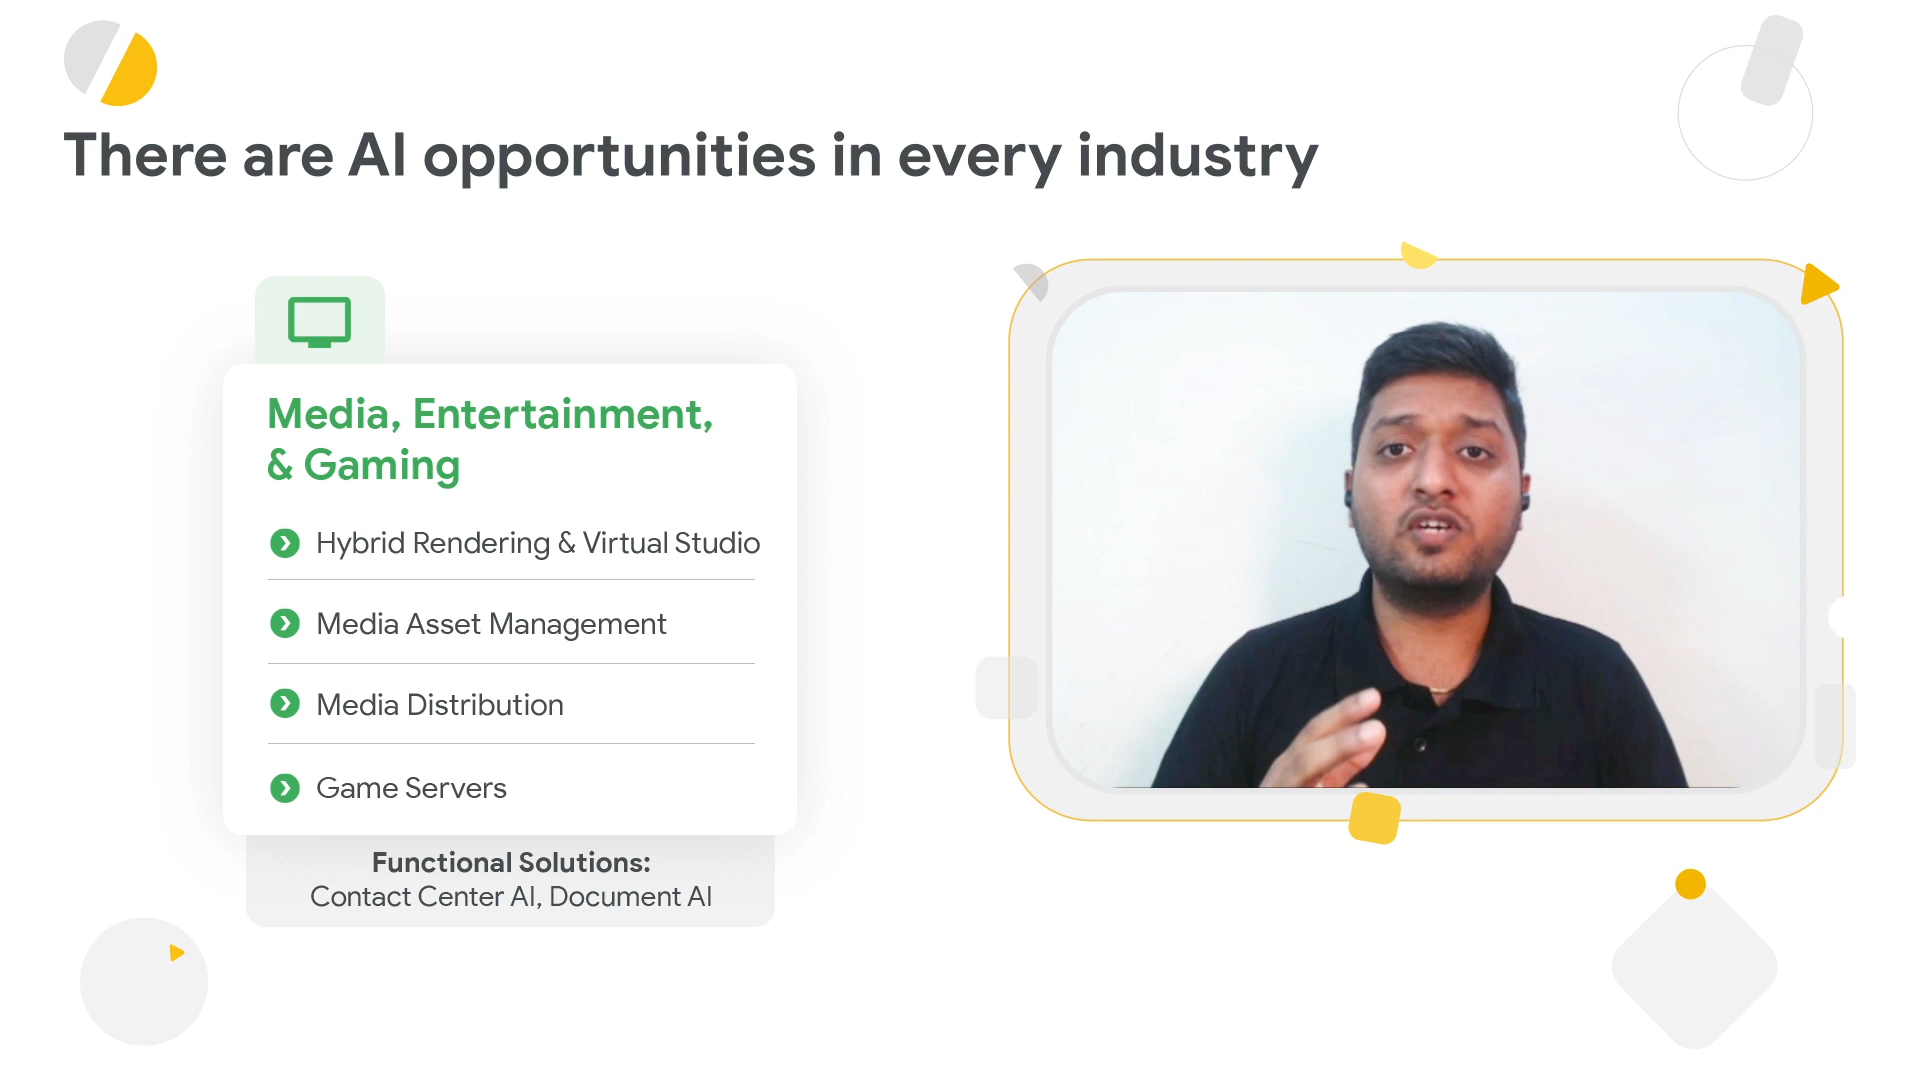 There are AI opportunities in every industry
Media, Entertainment,
& Gaming
Hybrid Rendering & Virtual Studio
Media Asset Management
Media Distribution
Game Servers
Functional Solutions:
Contact Center AI, Document AI